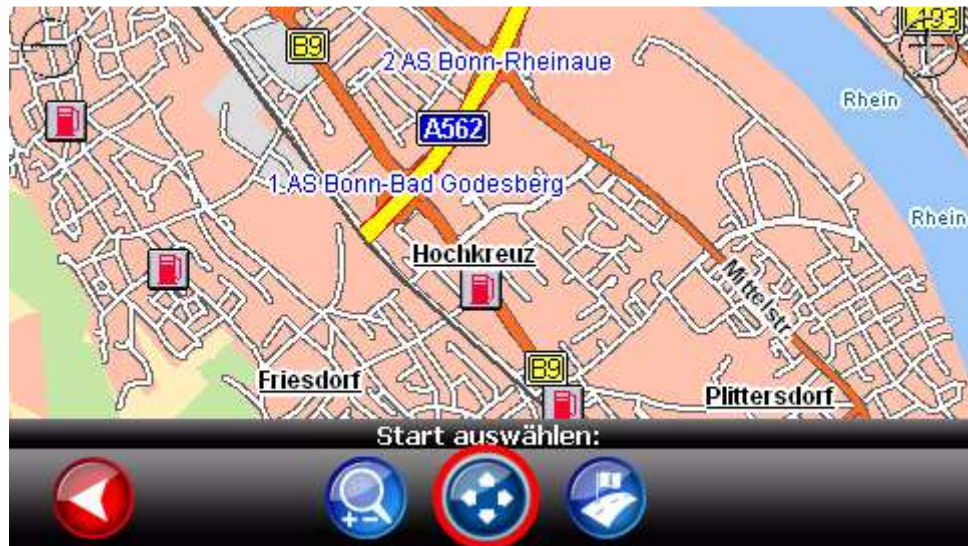 L193
B9
2 AS Bonn-Rheinaue
Rhein
A562
1 AS Bonn-Bad Godesberg
Rhein
Hochkreuz
Mittelstr.
B9
Friesdorf
Plittersdorf
Start auswählen: